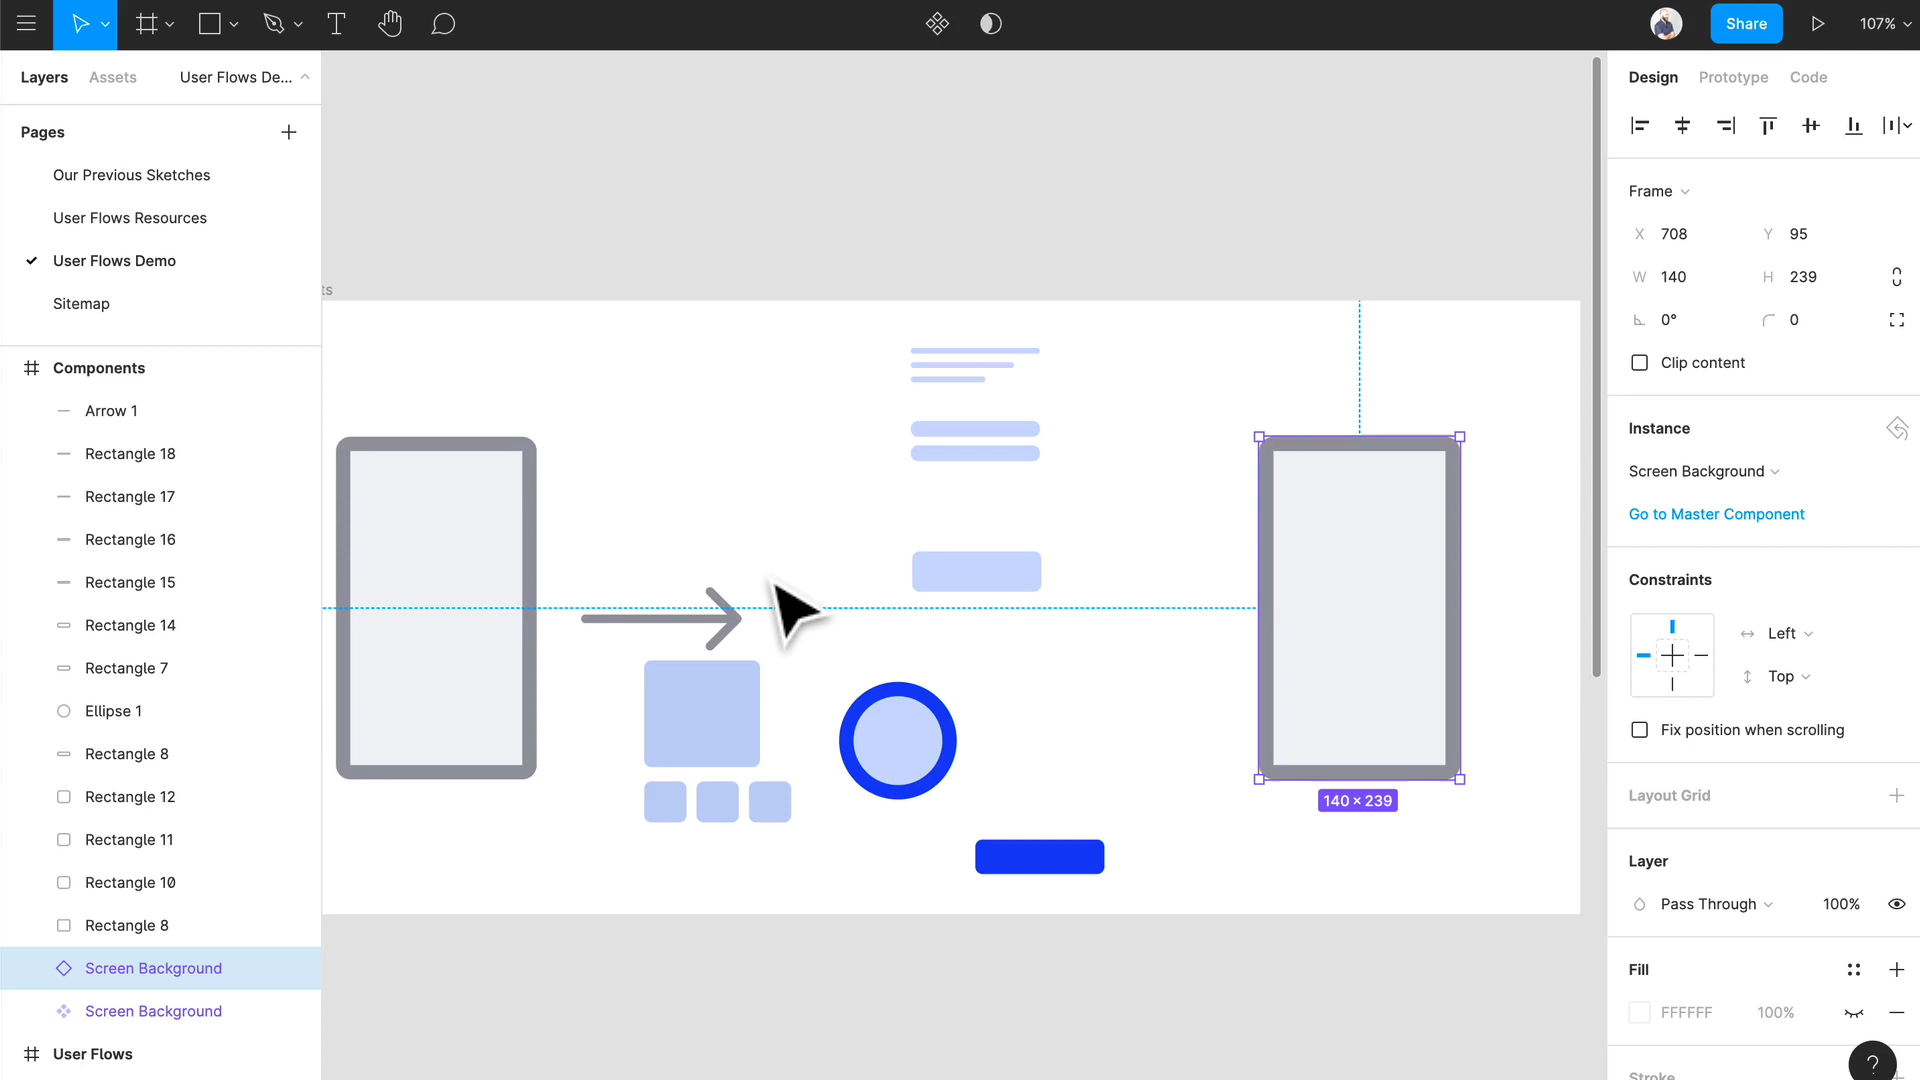 Share
107%
Layers
Assets
User Flows De...
Pages
Our Previous Sketches
User Flows Resources
User Flows Demo
Sitemap
Components
Arrow 1
Rectangle 18
Rectangle 17
Rectangle 16
Rectangle 15
Rectangle 14
Rectangle 7
Ellipse 1
Rectangle 8
Rectangle 12
Rectangle 11
Rectangle 10
Rectangle 8
Screen Background
Screen Background
User Flows
ts
140 × 239
Design
Prototype
Code
Frame
X 708 Y 95
W 140 H 239
0° 0
Clip content
Instance
Screen Background
Go to Master Component
Constraints
Left
Top
Fix position when scrolling
Layout Grid
Layer
Pass Through 100%
Fill
FFFFFF 100%
?
Stroke